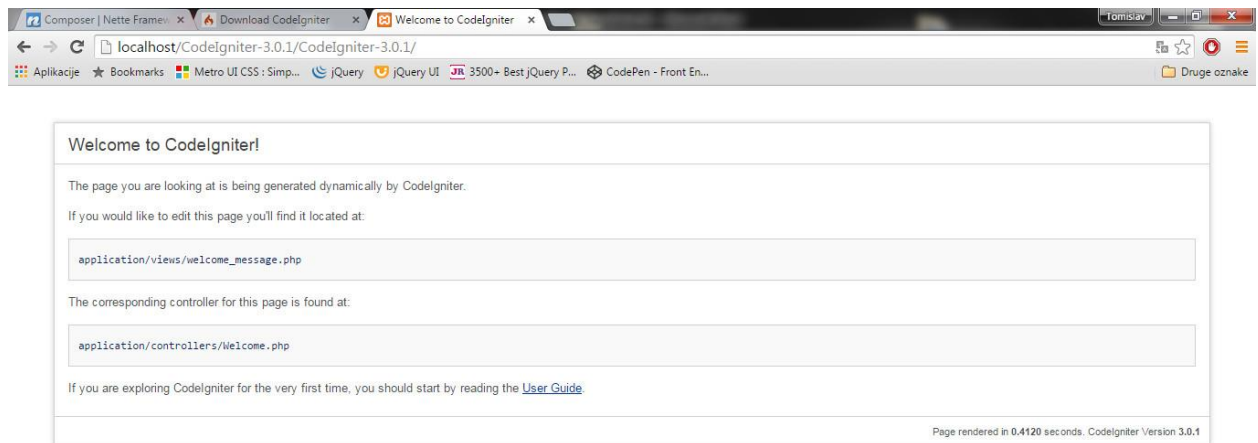 Composer | Nette Framew
Download CodeIgniter
Welcome to CodeIgniter
Tomislav
localhost/CodeIgniter-3.0.1/CodeIgniter-3.0.1/
Aplikacije
Bookmarks
Metro UI CSS : Simp...
jQuery
jQuery UI
JR
3500+ Best jQuery P...
CodePen - Front En...
Druge oznake
Welcome to CodeIgniter!
The page you are looking at is being generated dynamically by CodeIgniter.
If you would like to edit this page you'll find it located at:
application/views/welcome_message.php
The corresponding controller for this page is found at:
application/controllers/Welcome.php
If you are exploring CodeIgniter for the very first time, you should start by reading the User Guide.
Page rendered in 0.4120 seconds. CodeIgniter Version 3.0.1